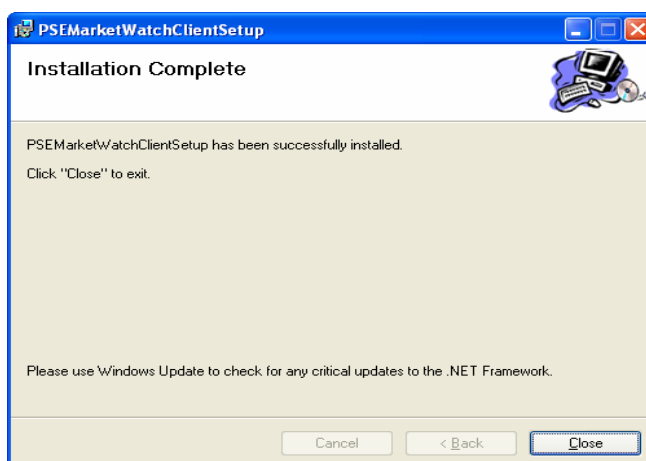 PSEMarketWatchClientSetup
Installation Complete
PSEMarketWatchClientSetup has been successfully installed.
Click "Close" to exit.
Please use Windows Update to check for any critical updates to the .NET Framework.
Cancel
< Back
Close